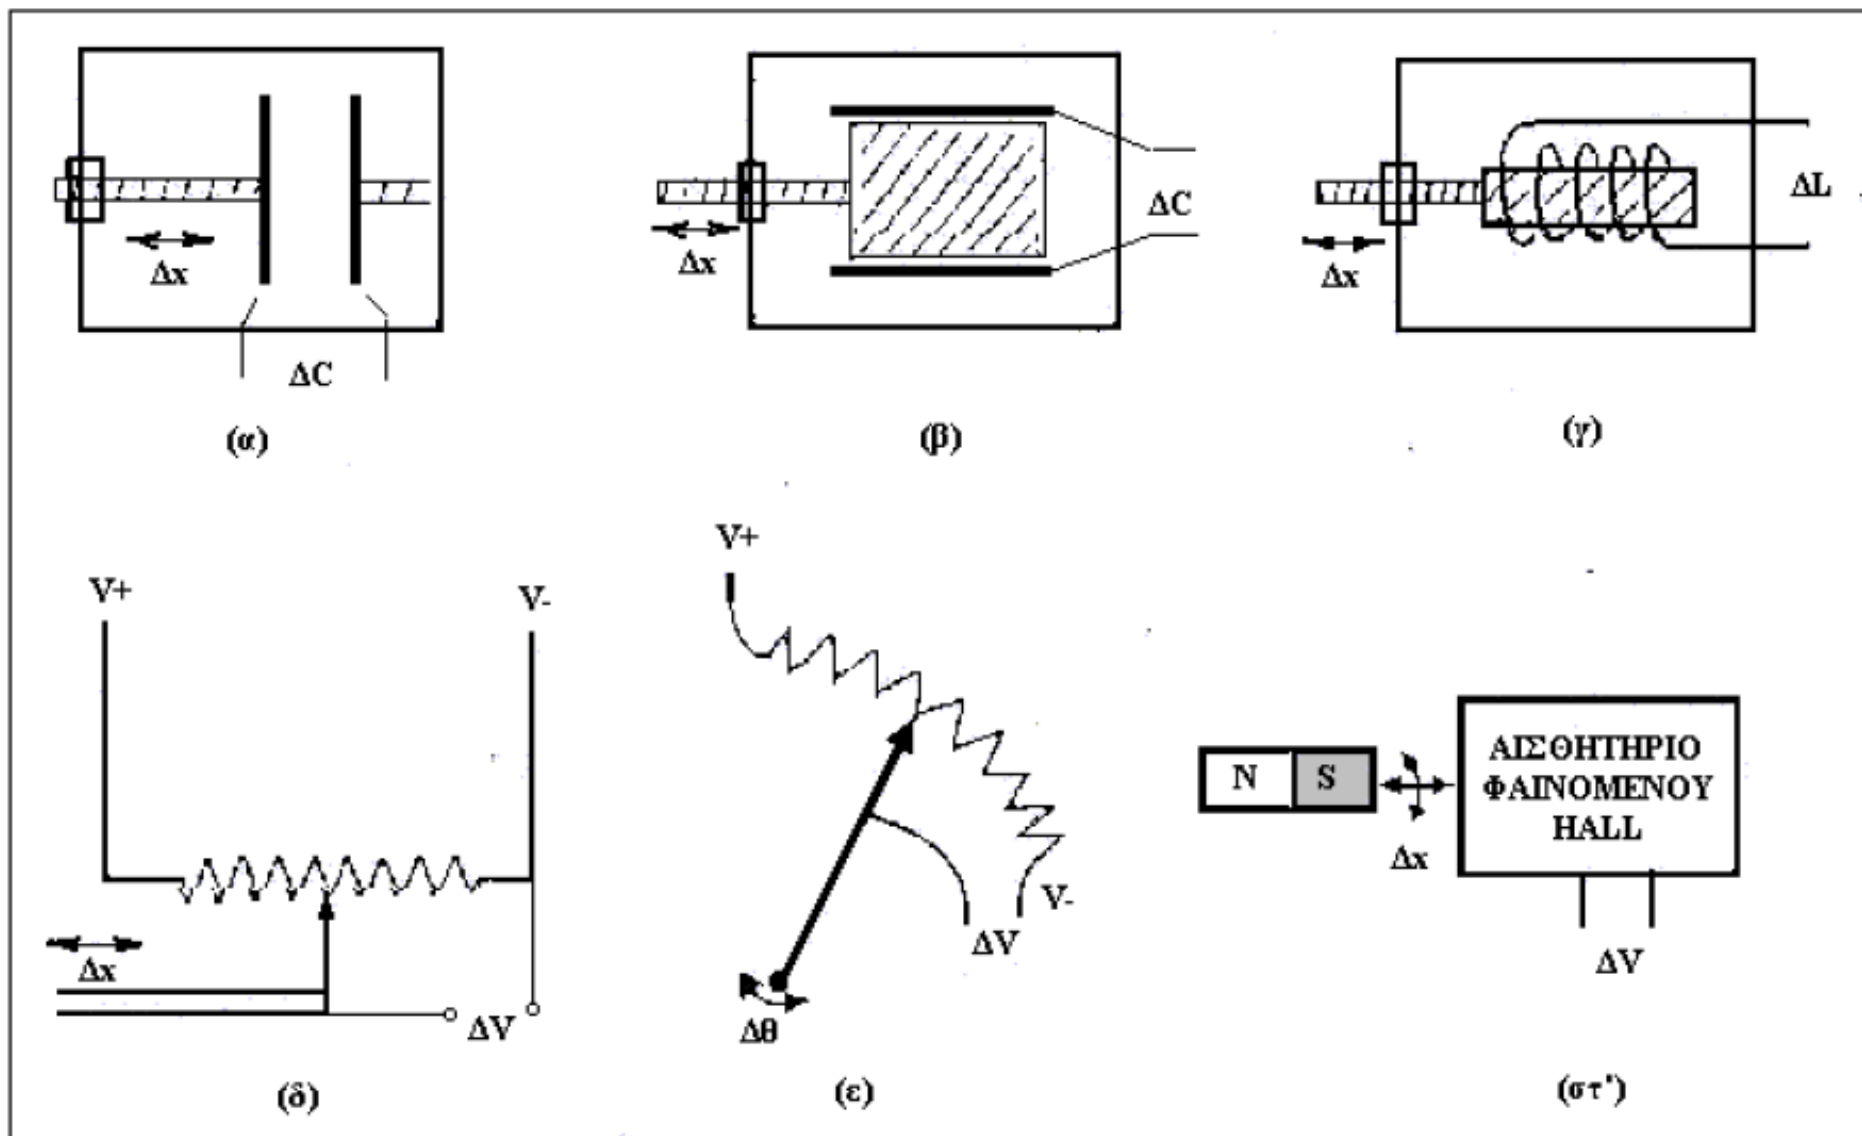 Δx
ΔC
(α)
Δx
ΔC
(β)
Δx
ΔL
(γ)
V+
V-
Δx
ΔV
(δ)
V+
V-
ΔV
Δθ
(ε)
N S
Δx
ΑΙΣΘΗΤΗΡΙΟ
ΦΑΙΝΟΜΕΝΟΥ
HALL
ΔV
(στ')